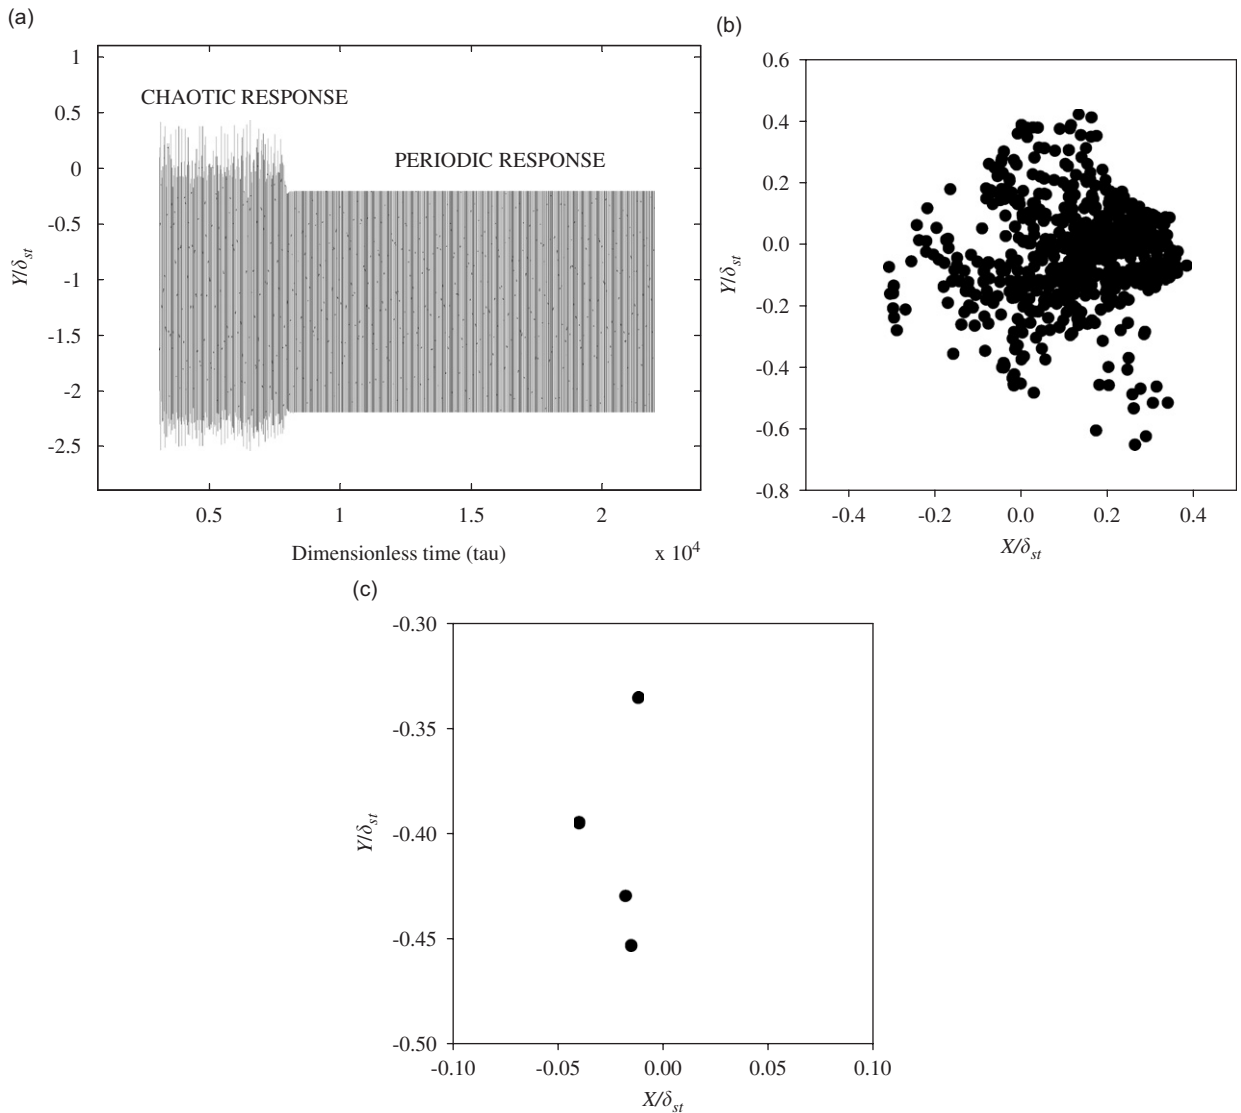 (a)
1
0.5
0
-0.5
-1
-1.5
-2
-2.5
Y/δst
CHAOTIC RESPONSE
PERIODIC RESPONSE
0.5
1
1.5
2
Dimensionless time (tau)
x 10⁴
(b)
0.6
0.4
0.2
0.0
-0.2
-0.4
-0.6
-0.8
Y/δst
-0.4
-0.2
0.0
0.2
0.4
X/δst
(c)
-0.30
-0.35
-0.40
-0.45
-0.50
Y/δst
-0.10
-0.05
0.00
0.05
0.10
X/δst